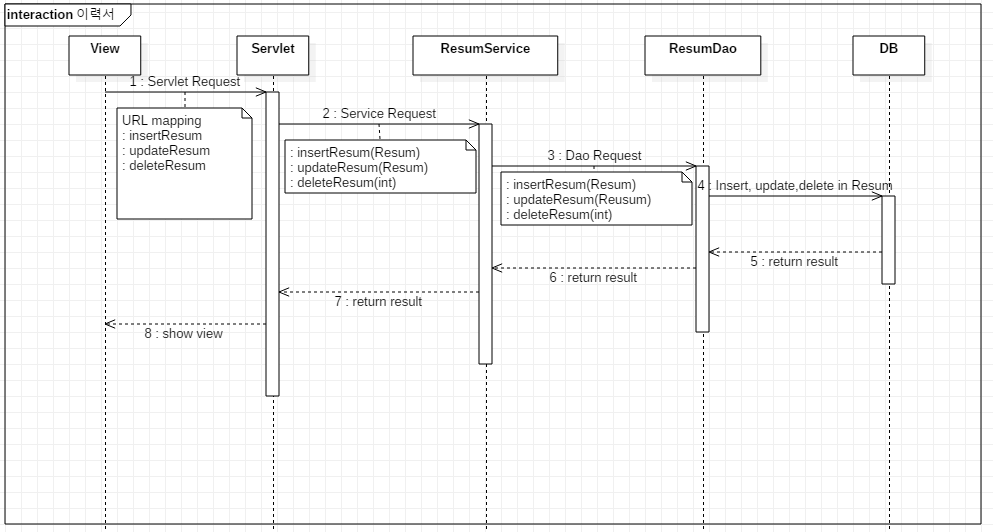 interaction 이력서
View
Servlet
ResumService
ResumDao
DB
1 : Servlet Request
URL mapping
: insertResum
: updateResum
: deleteResum
2 : Service Request
: insertResum(Resum)
: updateResum(Resum)
: deleteResum(int)
3 : Dao Request
: insertResum(Resum)
: updateResum(Reusum)
: deleteResum(int)
4 : Insert, update,delete in Resum
5 : return result
6 : return result
7 : return result
8 : show view